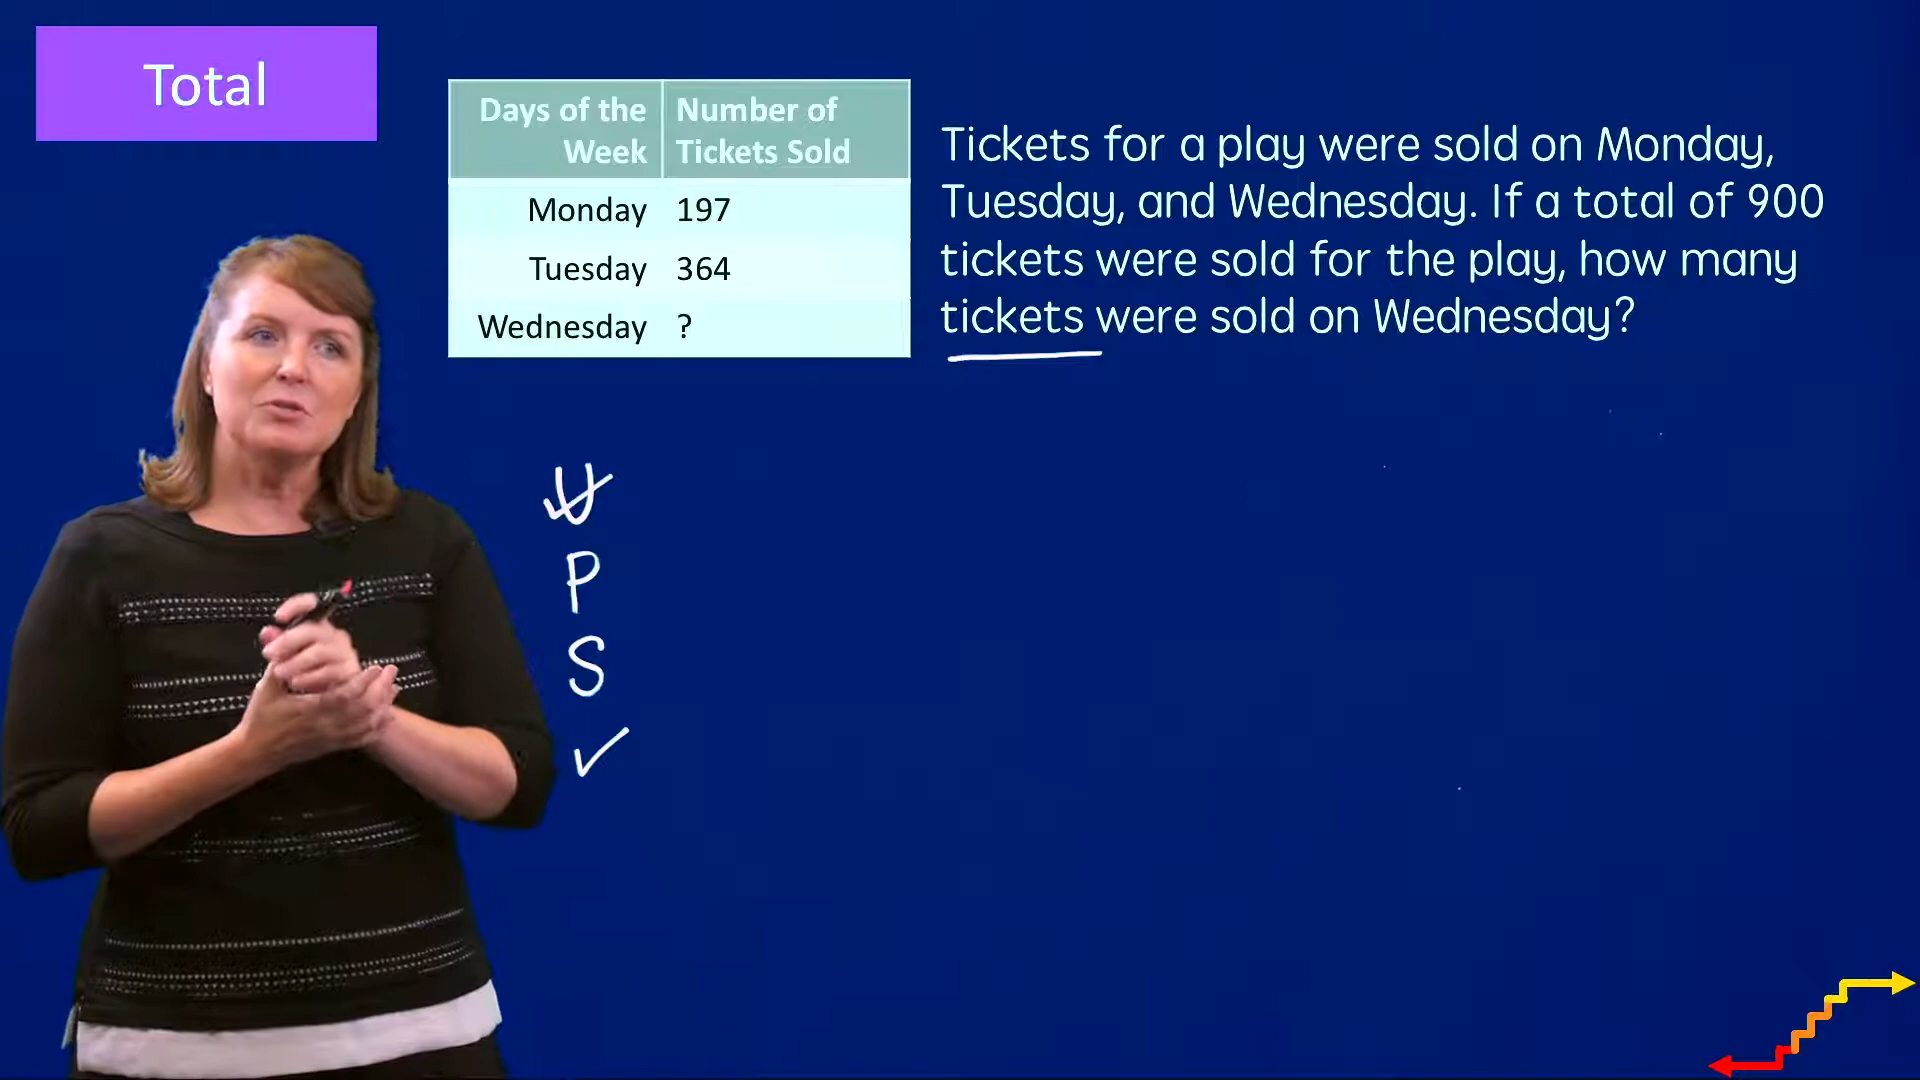 Total
Days of the Week
Number of Tickets Sold
Monday 197
Tuesday 364
Wednesday ?
Tickets for a play were sold on Monday,
Tuesday, and Wednesday. If a total of 900
tickets were sold for the play, how many
tickets were sold on Wednesday?
U
P
S
✓